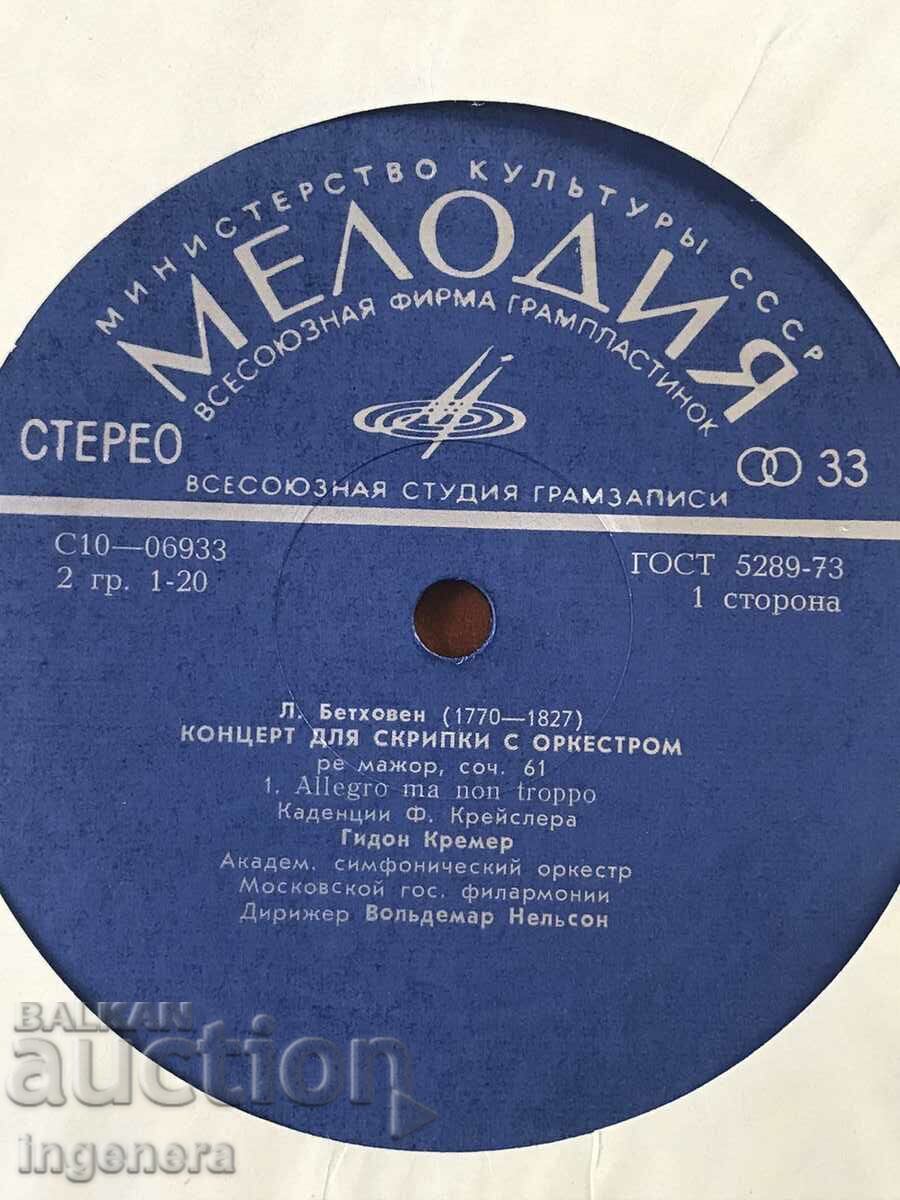 МИНИСТЕРСТВО КУЛЬТУРЫ СССР
МЕЛОДИЯ
ВСЕСОЮЗНАЯ ФИРМА ГРАМПЛАСТИНОК
СТЕРЕО
33
ВСЕСОЮЗНАЯ СТУДИЯ ГРАМЗАПИСИ
С10—06933
ГОСТ 5289-73
2 гр. 1-20
1 сторона
Л. Бетховен (1770—1827)
КОНЦЕРТ ДЛЯ СКРИПКИ С ОРКЕСТРОМ
ре мажор, соч. 61
1. Allegro ma non troppo
Каденции Ф. Крейслера
Гидон Кремер
Академ. симфонический оркестр
Московской гос. филармонии
Дирижер Вольдемар Нельсон
BALKAN
auction
ingenera